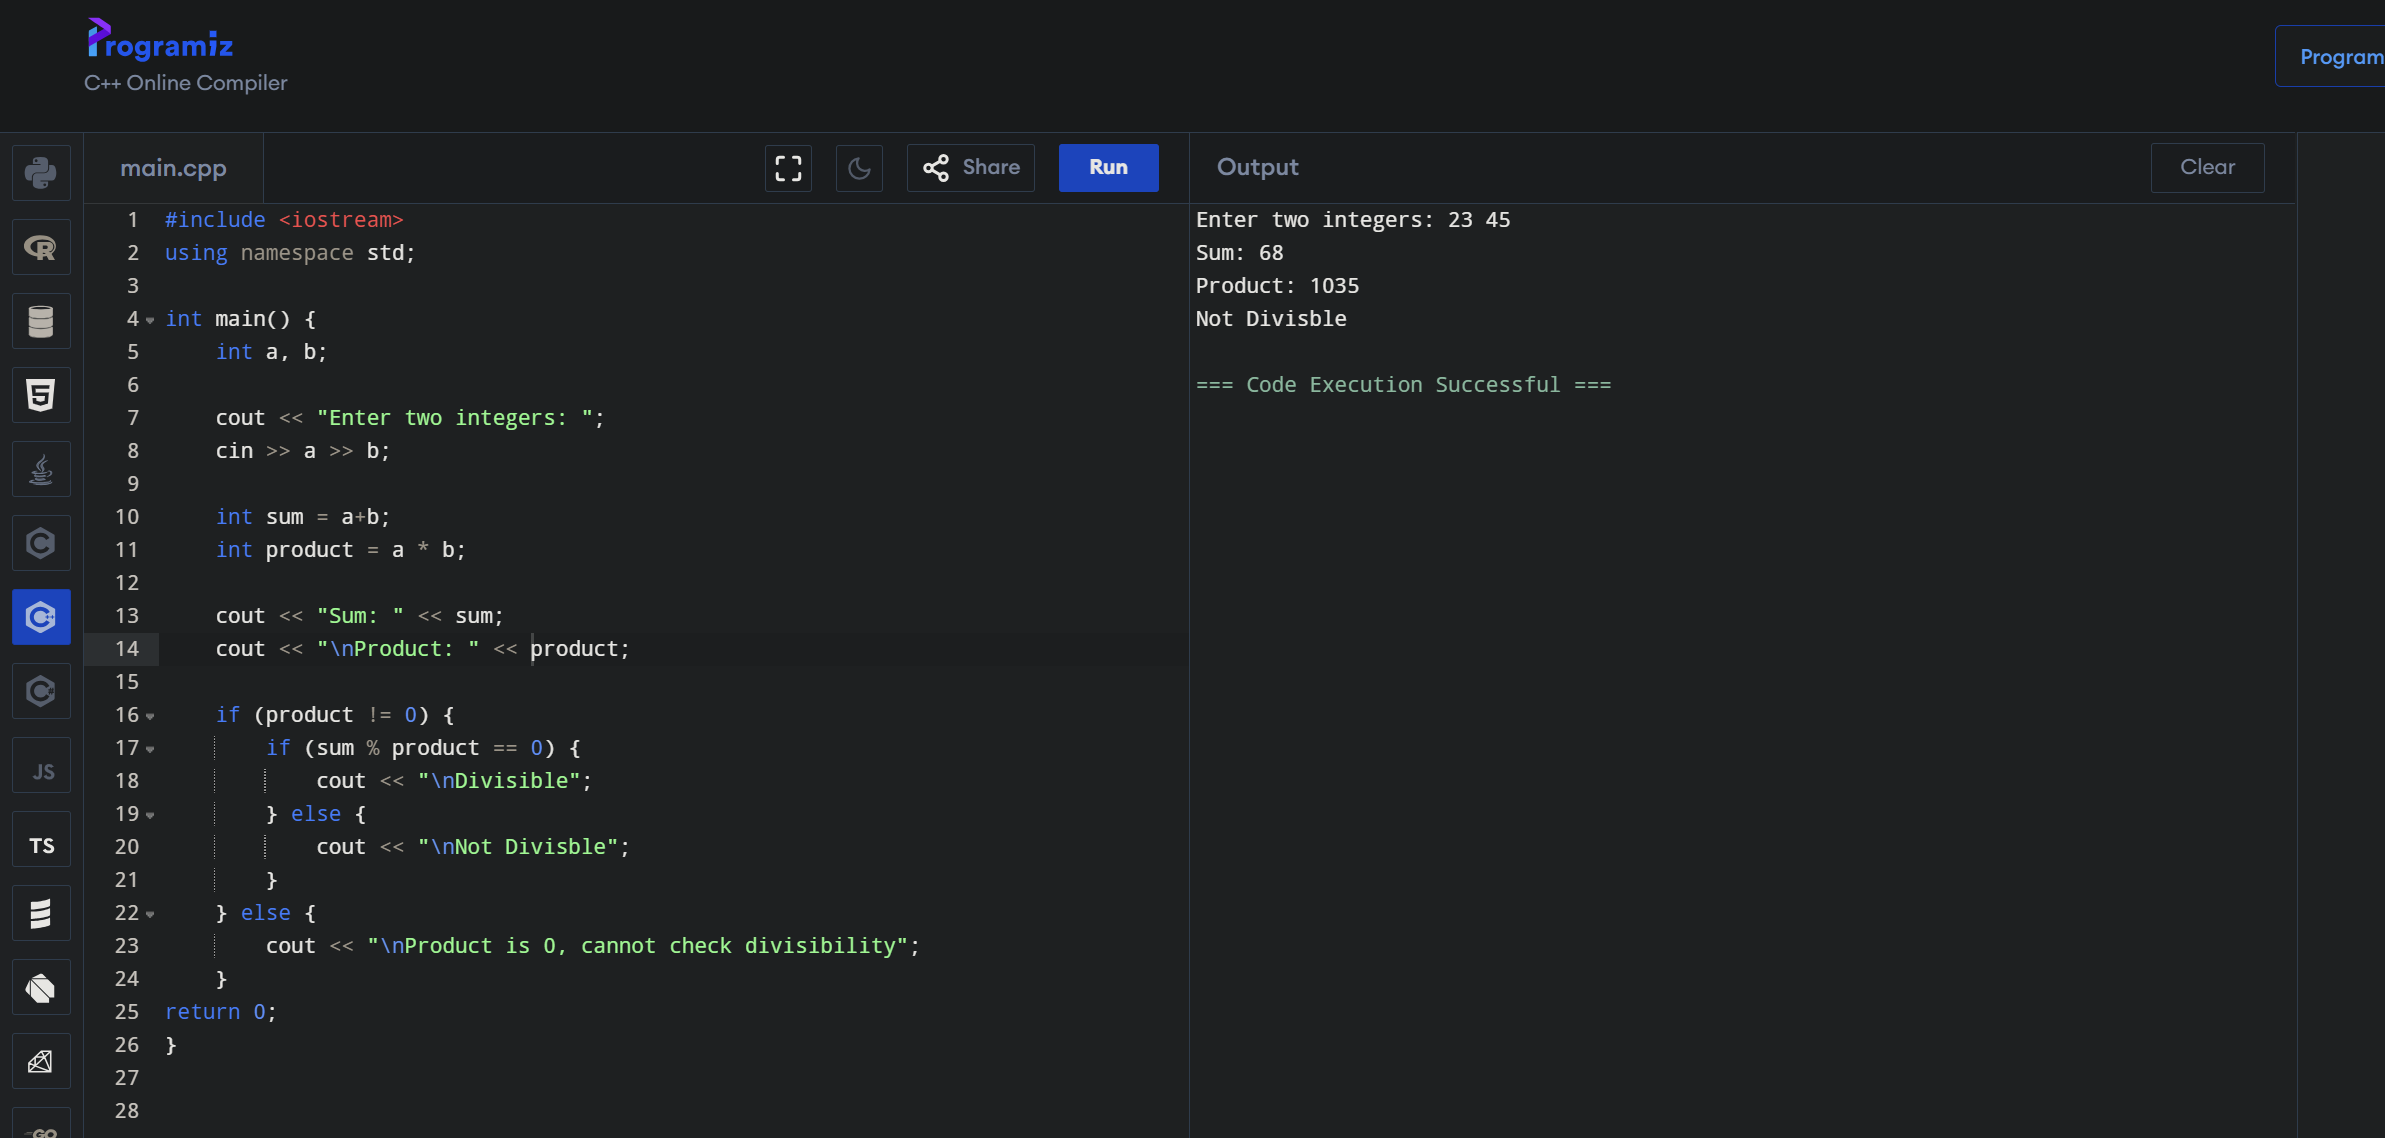 Programiz
C++ Online Compiler
Program
main.cpp
Share
Run
Output
Clear
1 #include <iostream>
2 using namespace std;
3
4 int main() {
5     int a, b;
6
7     cout << "Enter two integers: ";
8     cin >> a >> b;
9
10     int sum = a+b;
11     int product = a * b;
12
13     cout << "Sum: " << sum;
14     cout << "\nProduct: " << product;
15
16     if (product != 0) {
17         if (sum % product == 0) {
18             cout << "\nDivisible";
19         } else {
20             cout << "\nNot Divisble";
21         }
22     } else {
23         cout << "\nProduct is 0, cannot check divisibility";
24     }
25 return 0;
26 }
27
28
Enter two integers: 23 45
Sum: 68
Product: 1035
Not Divisble
=== Code Execution Successful ===
R
5
C
C++
C#
JS
TS
GO